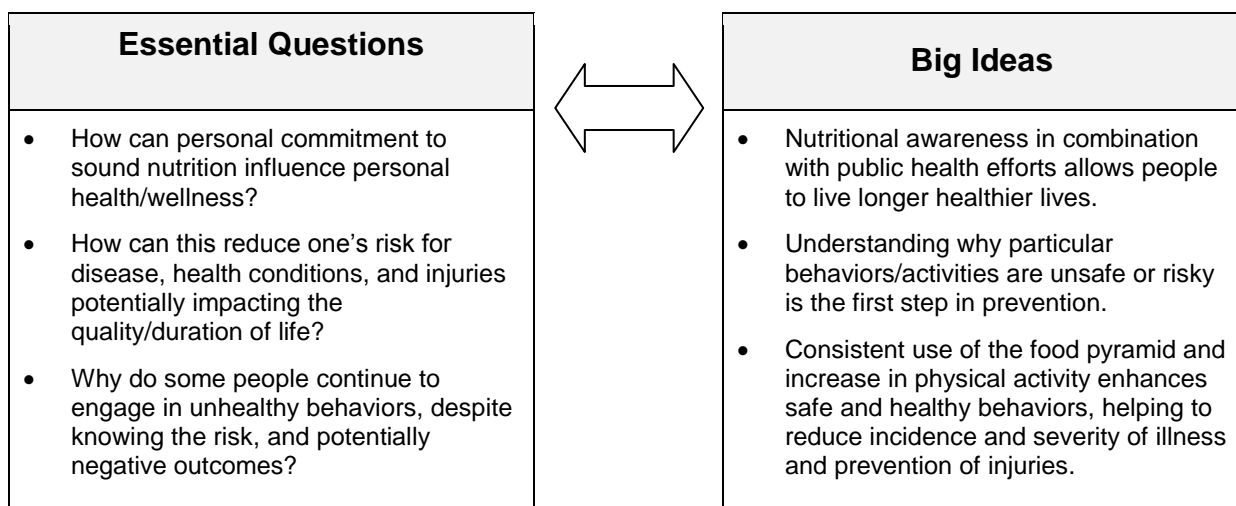 Essential Questions
• How can personal commitment to
sound nutrition influence personal
health/wellness?
• How can this reduce one’s risk for
disease, health conditions, and injuries
potentially impacting the
quality/duration of life?
• Why do some people continue to
engage in unhealthy behaviors, despite
knowing the risk, and potentially
negative outcomes?
Big Ideas
• Nutritional awareness in combination
with public health efforts allows people
to live longer healthier lives.
• Understanding why particular
behaviors/activities are unsafe or risky
is the first step in prevention.
• Consistent use of the food pyramid and
increase in physical activity enhances
safe and healthy behaviors, helping to
reduce incidence and severity of illness
and prevention of injuries.